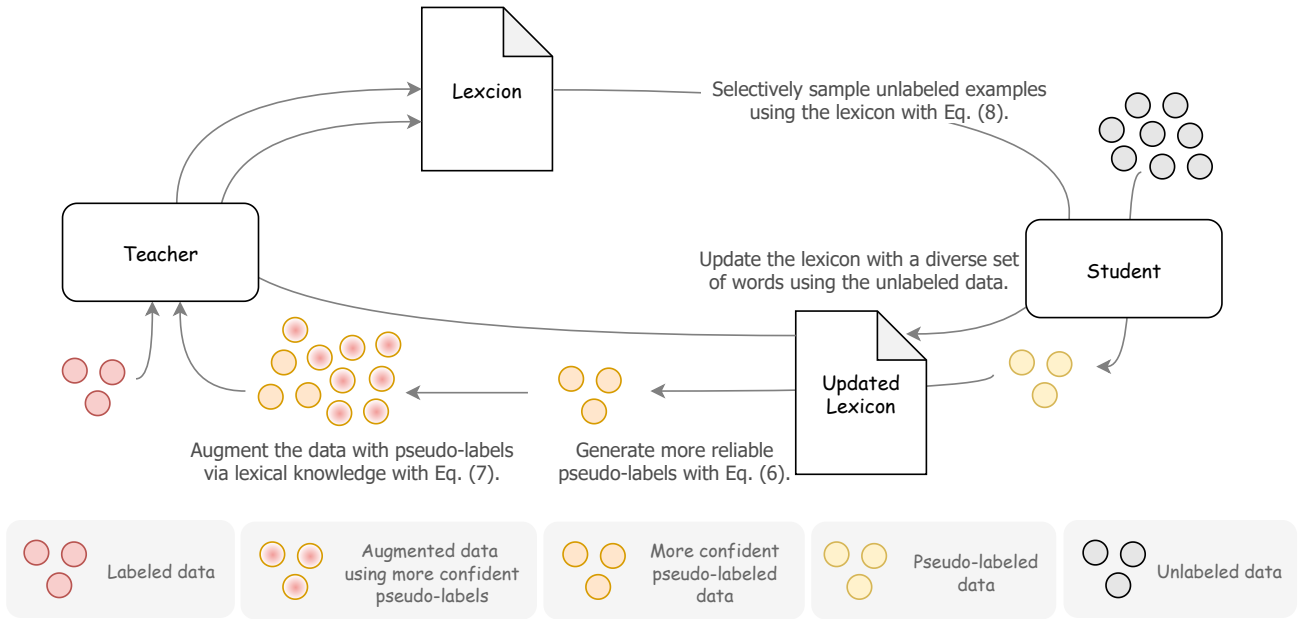 Lexcion
Selectively sample unlabeled examples
using the lexicon with Eq. (8).
Teacher
Student
Update the lexicon with a diverse set
of words using the unlabeled data.
Updated
Lexicon
Augment the data with pseudo-labels
via lexical knowledge with Eq. (7).
Generate more reliable
pseudo-labels with Eq. (6).
Labeled data
Augmented data
using more confident
pseudo-labels
More confident
pseudo-labeled
data
Pseudo-labeled
data
Unlabeled data